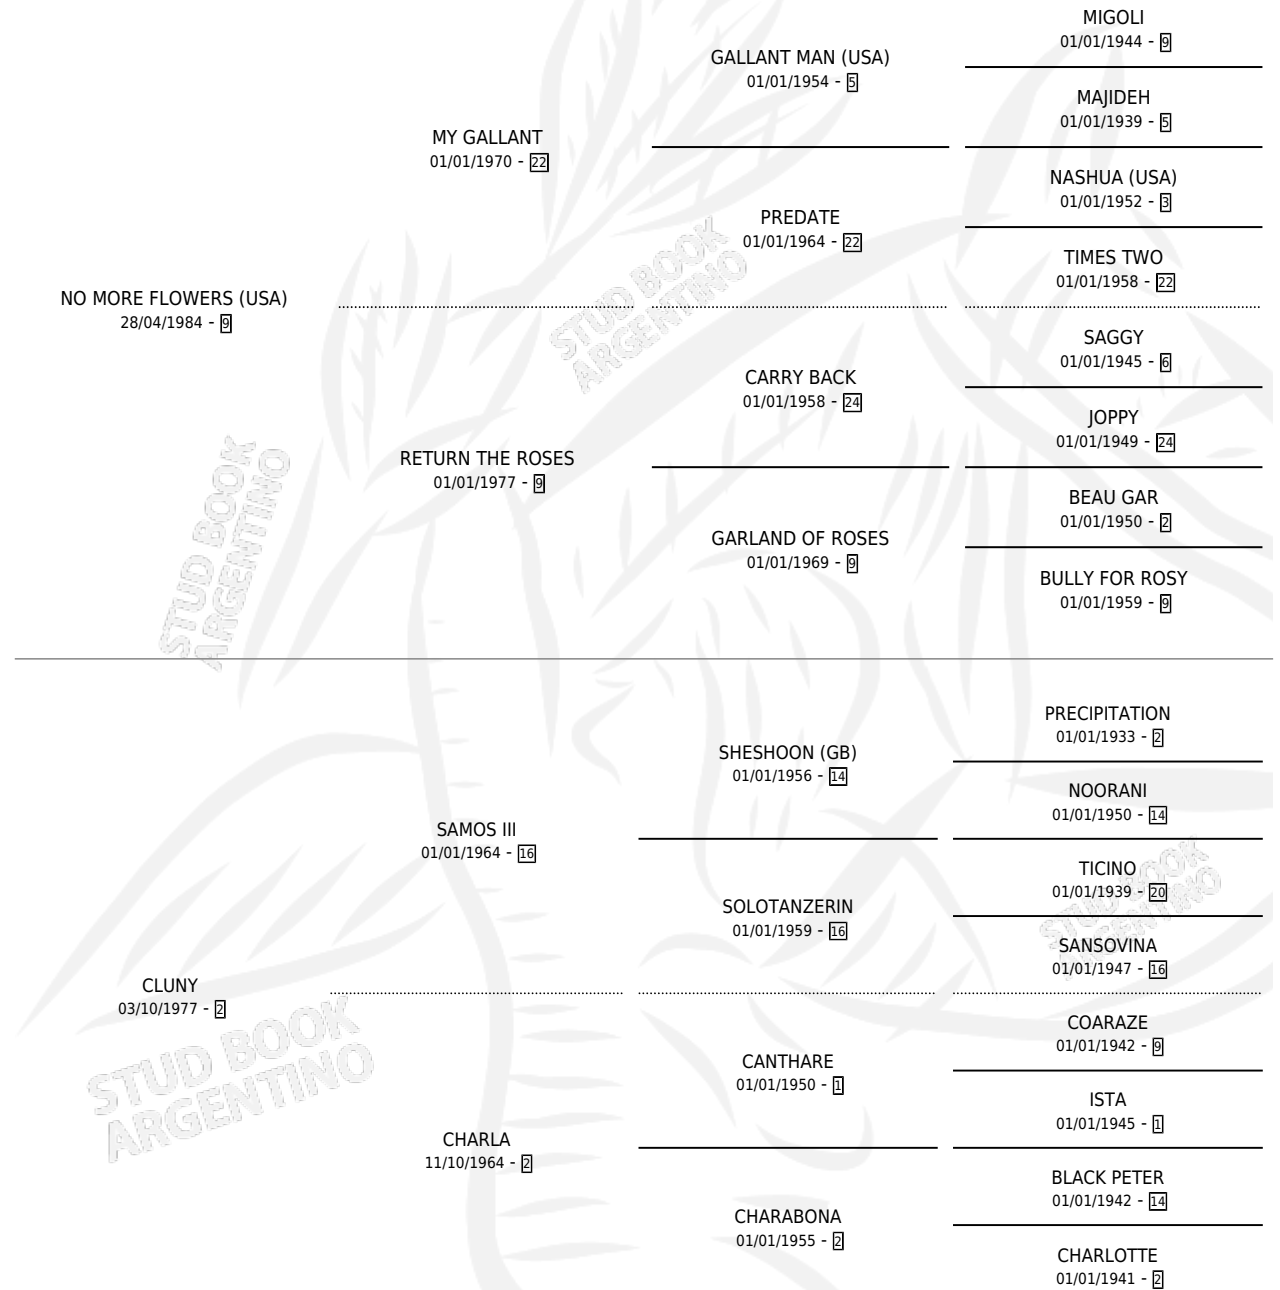 MIGOLI
01/01/1944 - 9
GALLANT MAN (USA)
01/01/1954 - 5
MAJIDEH
01/01/1939 - 5
MY GALLANT
01/01/1970 - 22
NASHUA (USA)
01/01/1952 - 3
PREDATE
01/01/1964 - 22
TIMES TWO
01/01/1958 - 22
NO MORE FLOWERS (USA)
28/04/1984 - 9
STUD BOOK
ARGENTINO
SAGGY
01/01/1945 - 6
CARRY BACK
01/01/1958 - 24
JOPPY
01/01/1949 - 24
RETURN THE ROSES
01/01/1977 - 9
BEAU GAR
01/01/1950 - 2
GARLAND OF ROSES
01/01/1969 - 9
BULLY FOR ROSY
01/01/1959 - 9
STUD BOOK
ARGENTINO
PRECIPITATION
01/01/1933 - 2
SHESHOON (GB)
01/01/1956 - 14
NOORANI
01/01/1950 - 14
SAMOS III
01/01/1964 - 16
TICINO
01/01/1939 - 20
SOLOTANZERIN
01/01/1959 - 16
SANSOVINA
01/01/1947 - 16
STUD BOOK
ARGENTINO
CLUNY
03/10/1977 - 2
STUD BOOK
ARGENTINO
COARAZE
01/01/1942 - 9
CANTHARE
01/01/1950 - 1
ISTA
01/01/1945 - 1
CHARLA
11/10/1964 - 2
BLACK PETER
01/01/1942 - 14
CHARABONA
01/01/1955 - 2
CHARLOTTE
01/01/1941 - 2